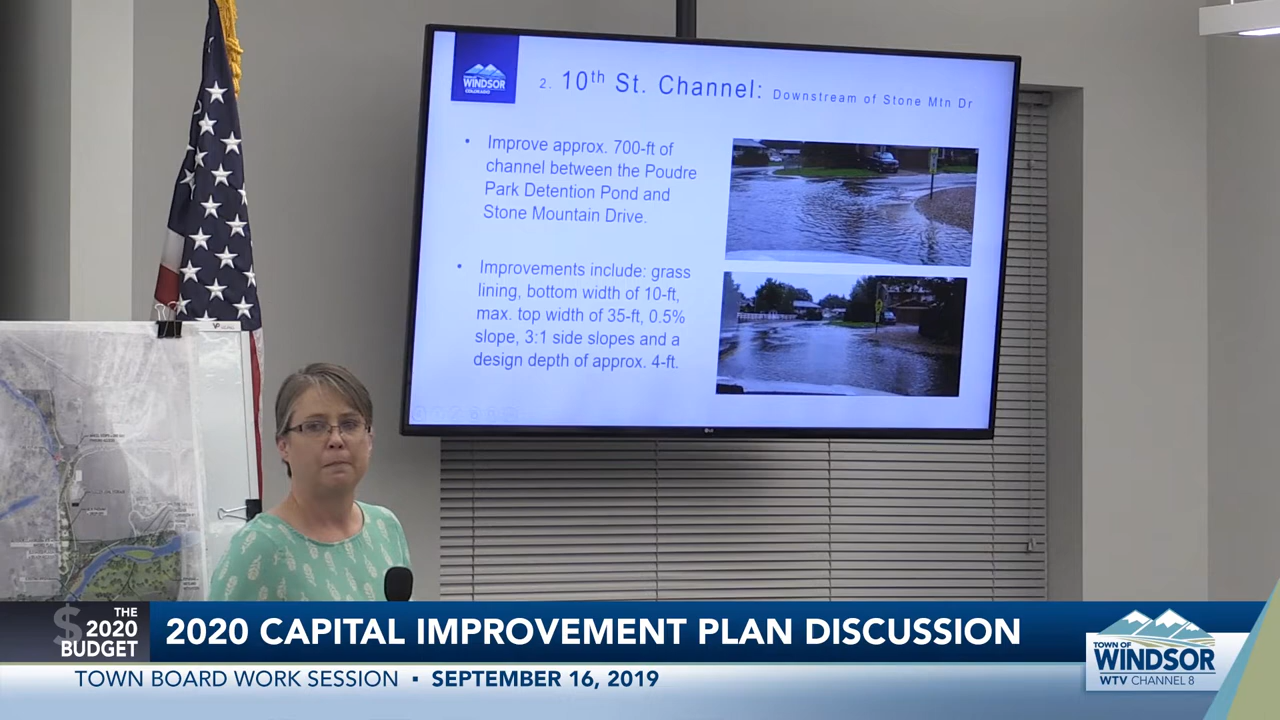 WINDSOR
COLORADO
2. 10th St. Channel: Downstream of Stone Mtn Dr
• Improve approx. 700-ft of
channel between the Poudre
Park Detention Pond and
Stone Mountain Drive.
• Improvements include: grass
lining, bottom width of 10-ft,
max. top width of 35-ft, 0.5%
slope, 3:1 side slopes and a
design depth of approx. 4-ft.
LG
$ THE
2020
BUDGET
2020 CAPITAL IMPROVEMENT PLAN DISCUSSION
TOWN BOARD WORK SESSION ▪ SEPTEMBER 16, 2019
TOWN OF
WINDSOR
WTV CHANNEL 8